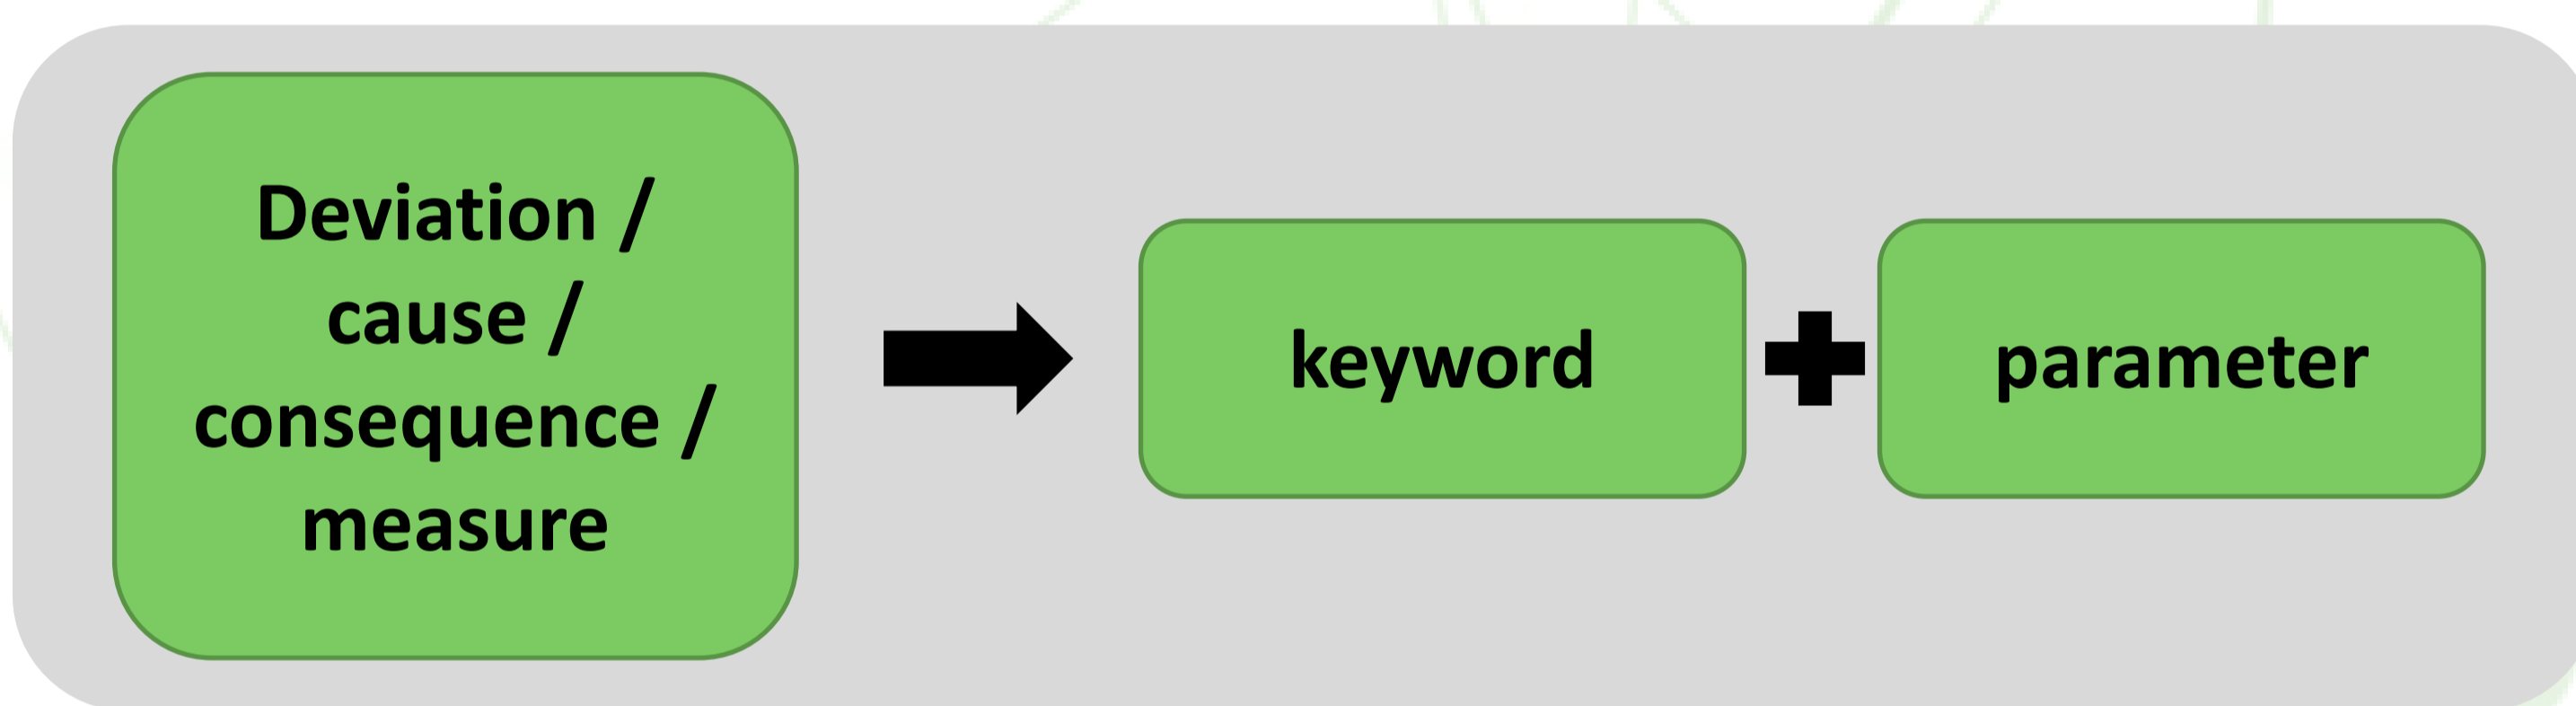 Deviation /
cause /
consequence /
measure
keyword
parameter